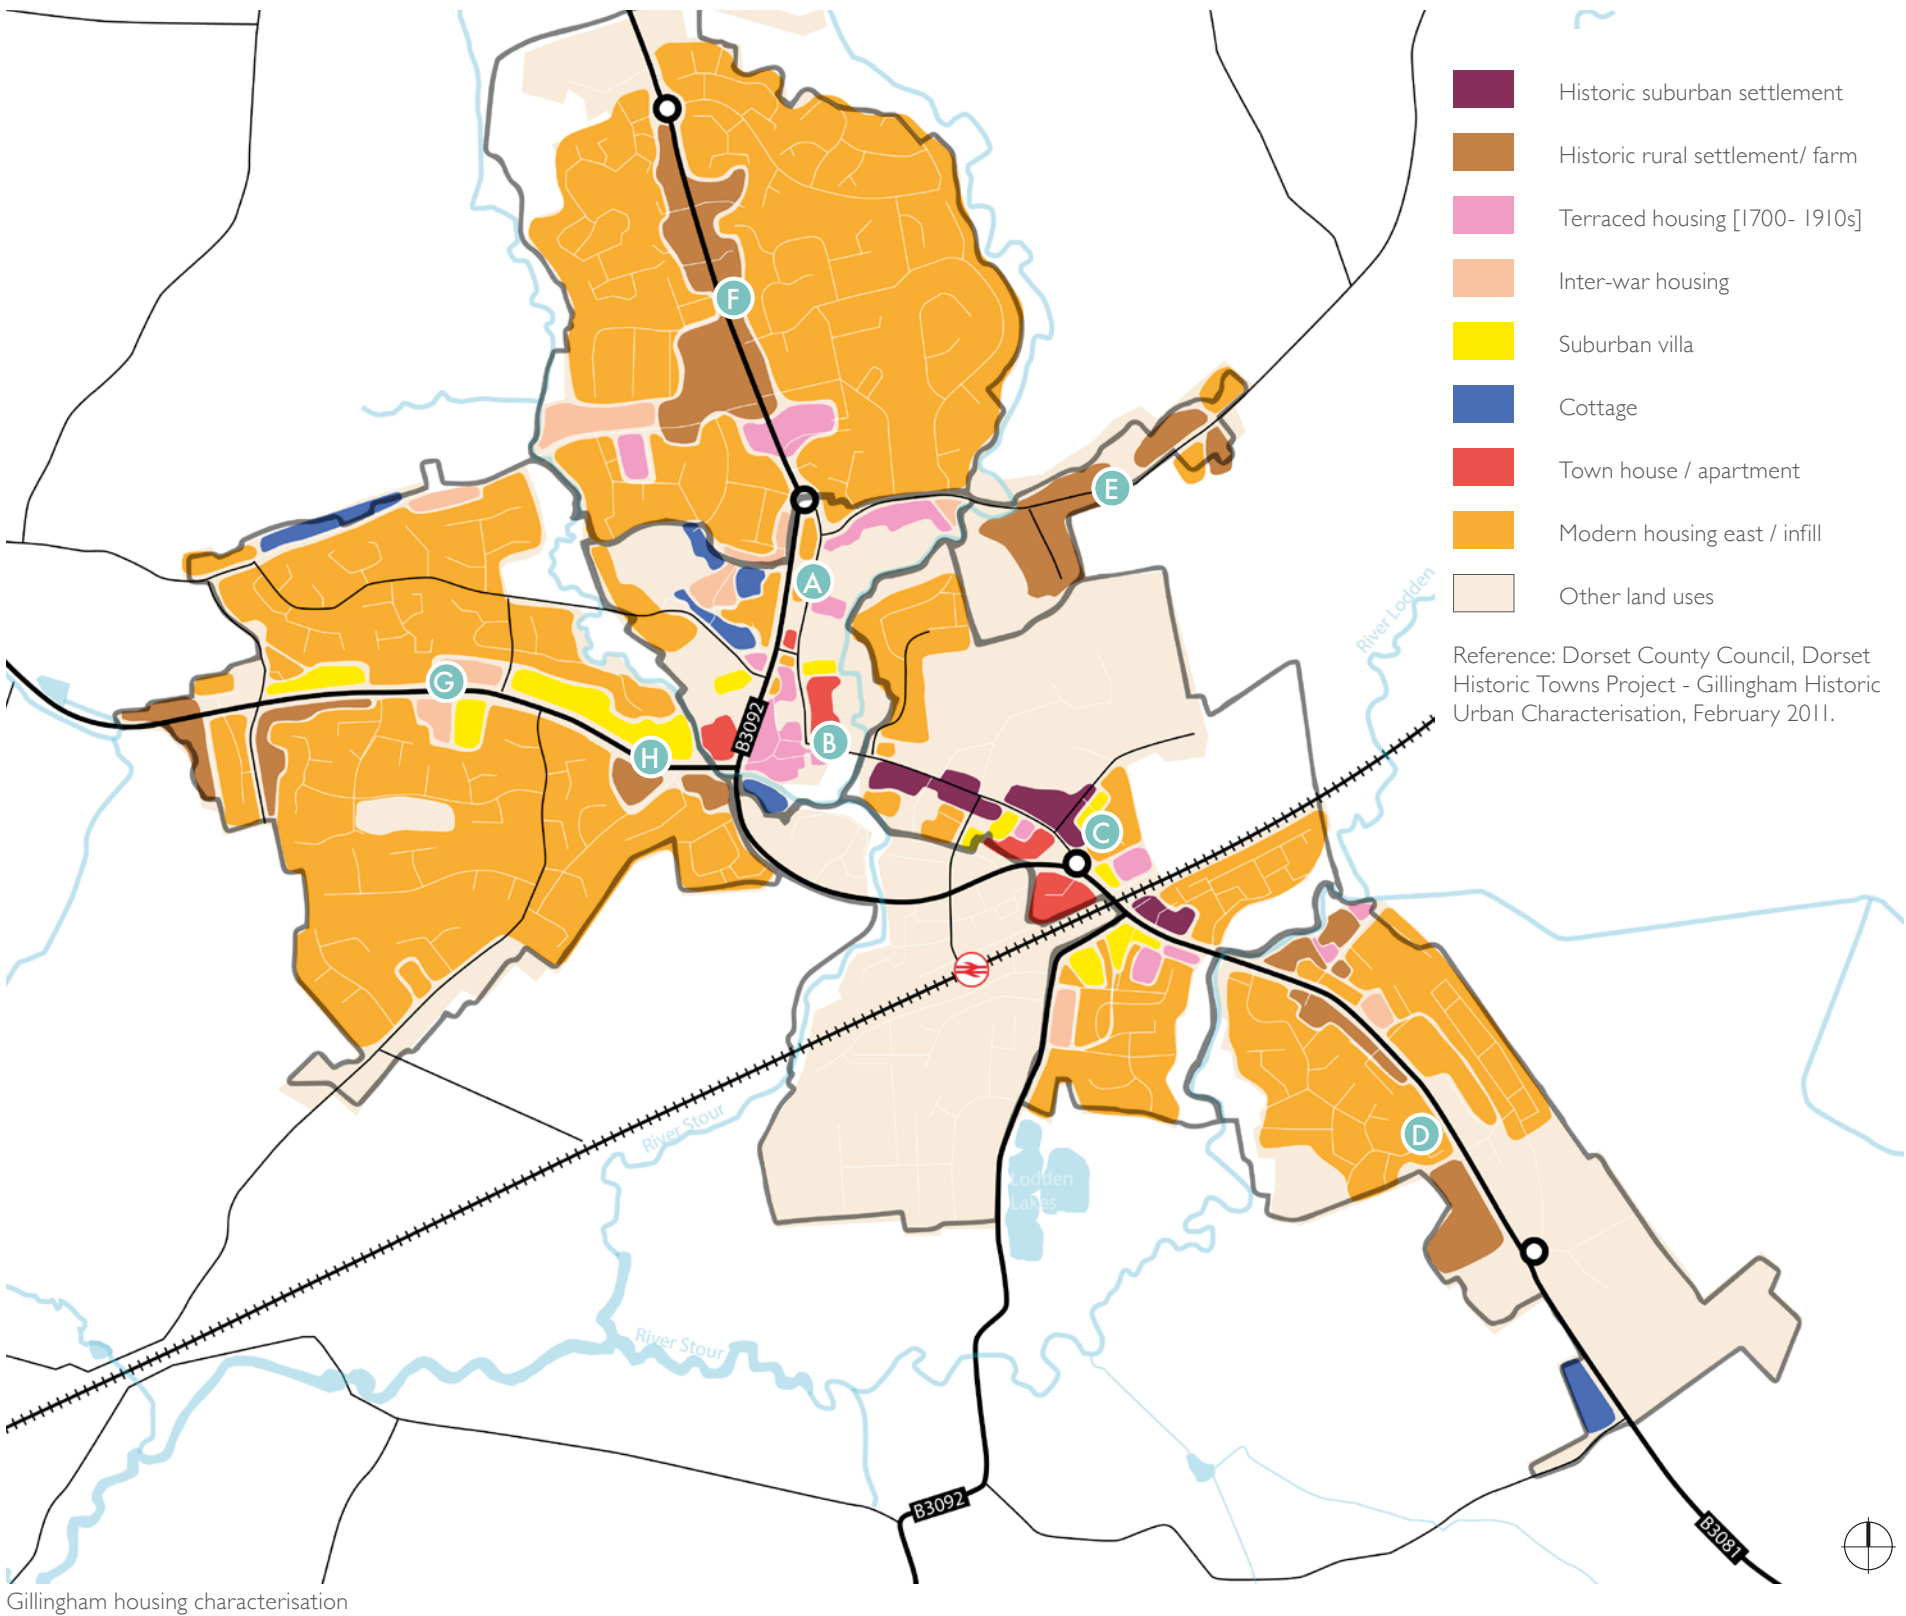 Historic suburban settlement
Historic rural settlement/ farm
Terraced housing [1700- 1910s]
Inter-war housing
Suburban villa
Cottage
Town house / apartment
Modern housing east / infill
Other land uses
Reference: Dorset County Council, Dorset
Historic Towns Project - Gillingham Historic
Urban Characterisation, February 2011.
F
E
A
G
B3092
B
H
C
River Lodden
D
River Stour
Lodden
Lakes
River Stour
B3092
B3081
Gillingham housing characterisation